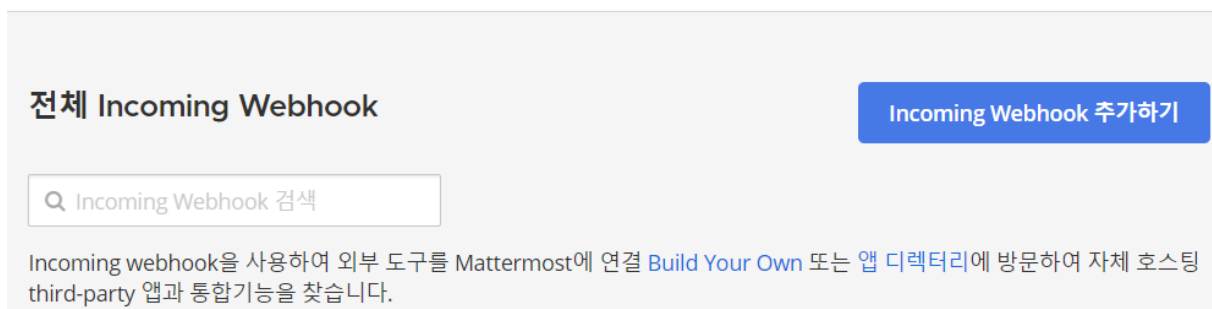 전체 Incoming Webhook
Incoming Webhook 추가하기
Incoming Webhook 검색
Incoming webhook을 사용하여 외부 도구를 Mattermost에 연결 Build Your Own 또는 앱 디렉터리에 방문하여 자체 호스팅
third-party 앱과 통합기능을 찾습니다.